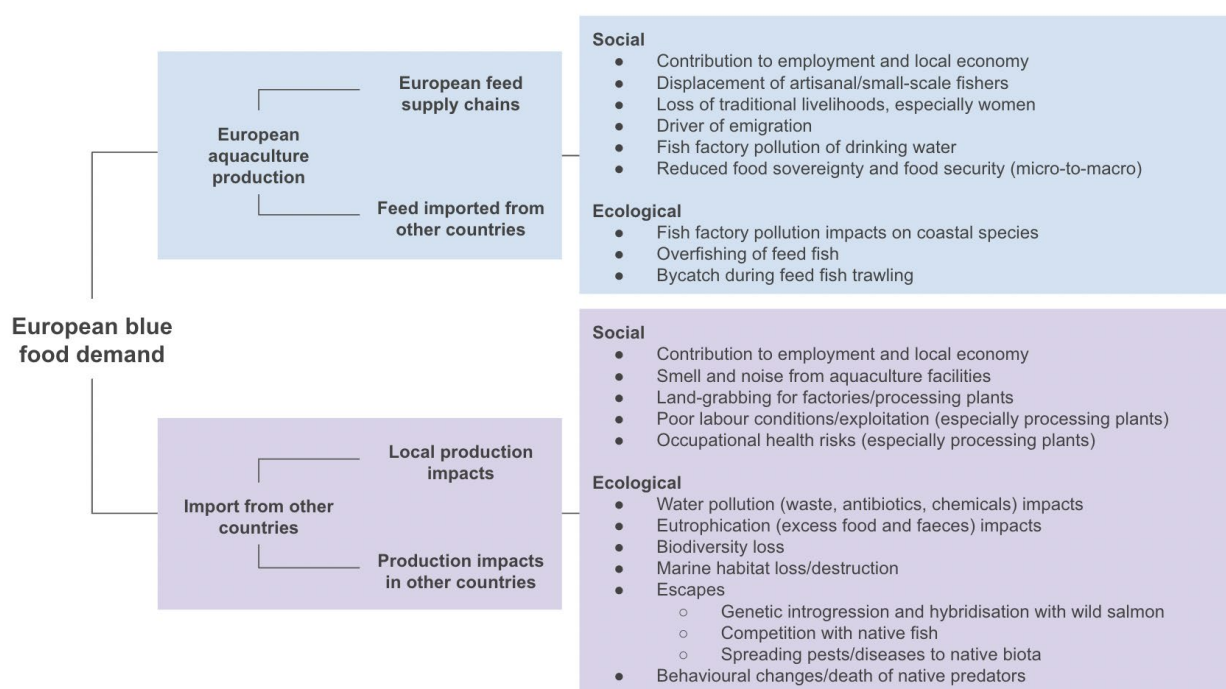 European blue
food demand
European
aquaculture
production
European feed
supply chains
Feed imported from
other countries
Social
● Contribution to employment and local economy
● Displacement of artisanal/small-scale fishers
● Loss of traditional livelihoods, especially women
● Driver of emigration
● Fish factory pollution of drinking water
● Reduced food sovereignty and food security (micro-to-macro)
Ecological
● Fish factory pollution impacts on coastal species
● Overfishing of feed fish
● Bycatch during feed fish trawling
Import from other
countries
Local production
impacts
Production impacts
in other countries
Social
● Contribution to employment and local economy
● Smell and noise from aquaculture facilities
● Land-grabbing for factories/processing plants
● Poor labour conditions/exploitation (especially processing plants)
● Occupational health risks (especially processing plants)
Ecological
● Water pollution (waste, antibiotics, chemicals) impacts
● Eutrophication (excess food and faeces) impacts
● Biodiversity loss
● Marine habitat loss/destruction
● Escapes
○ Genetic introgression and hybridisation with wild salmon
○ Competition with native fish
○ Spreading pests/diseases to native biota
● Behavioural changes/death of native predators